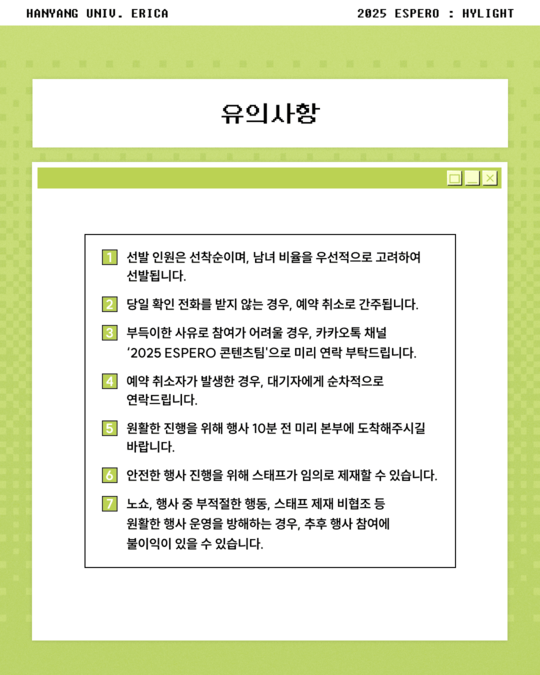 HANYANG UNIV. ERICA
2025 ESPERO : HYLIGHT
유의사항
1 선발 인원은 선착순이며, 남녀 비율을 우선적으로 고려하여
선발됩니다.
2 당일 확인 전화를 받지 않는 경우, 예약 취소로 간주됩니다.
3 부득이한 사유로 참여가 어려울 경우, 카카오톡 채널
'2025 ESPERO 콘텐츠팀'으로 미리 연락 부탁드립니다.
4 예약 취소자가 발생한 경우, 대기자에게 순차적으로
연락드립니다.
5 원활한 진행을 위해 행사 10분 전 미리 본부에 도착해주시길
바랍니다.
6 안전한 행사 진행을 위해 스태프가 임의로 제재할 수 있습니다.
7 노쇼, 행사 중 부적절한 행동, 스태프 제재 비협조 등
원활한 행사 운영을 방해하는 경우, 추후 행사 참여에
불이익이 있을 수 있습니다.